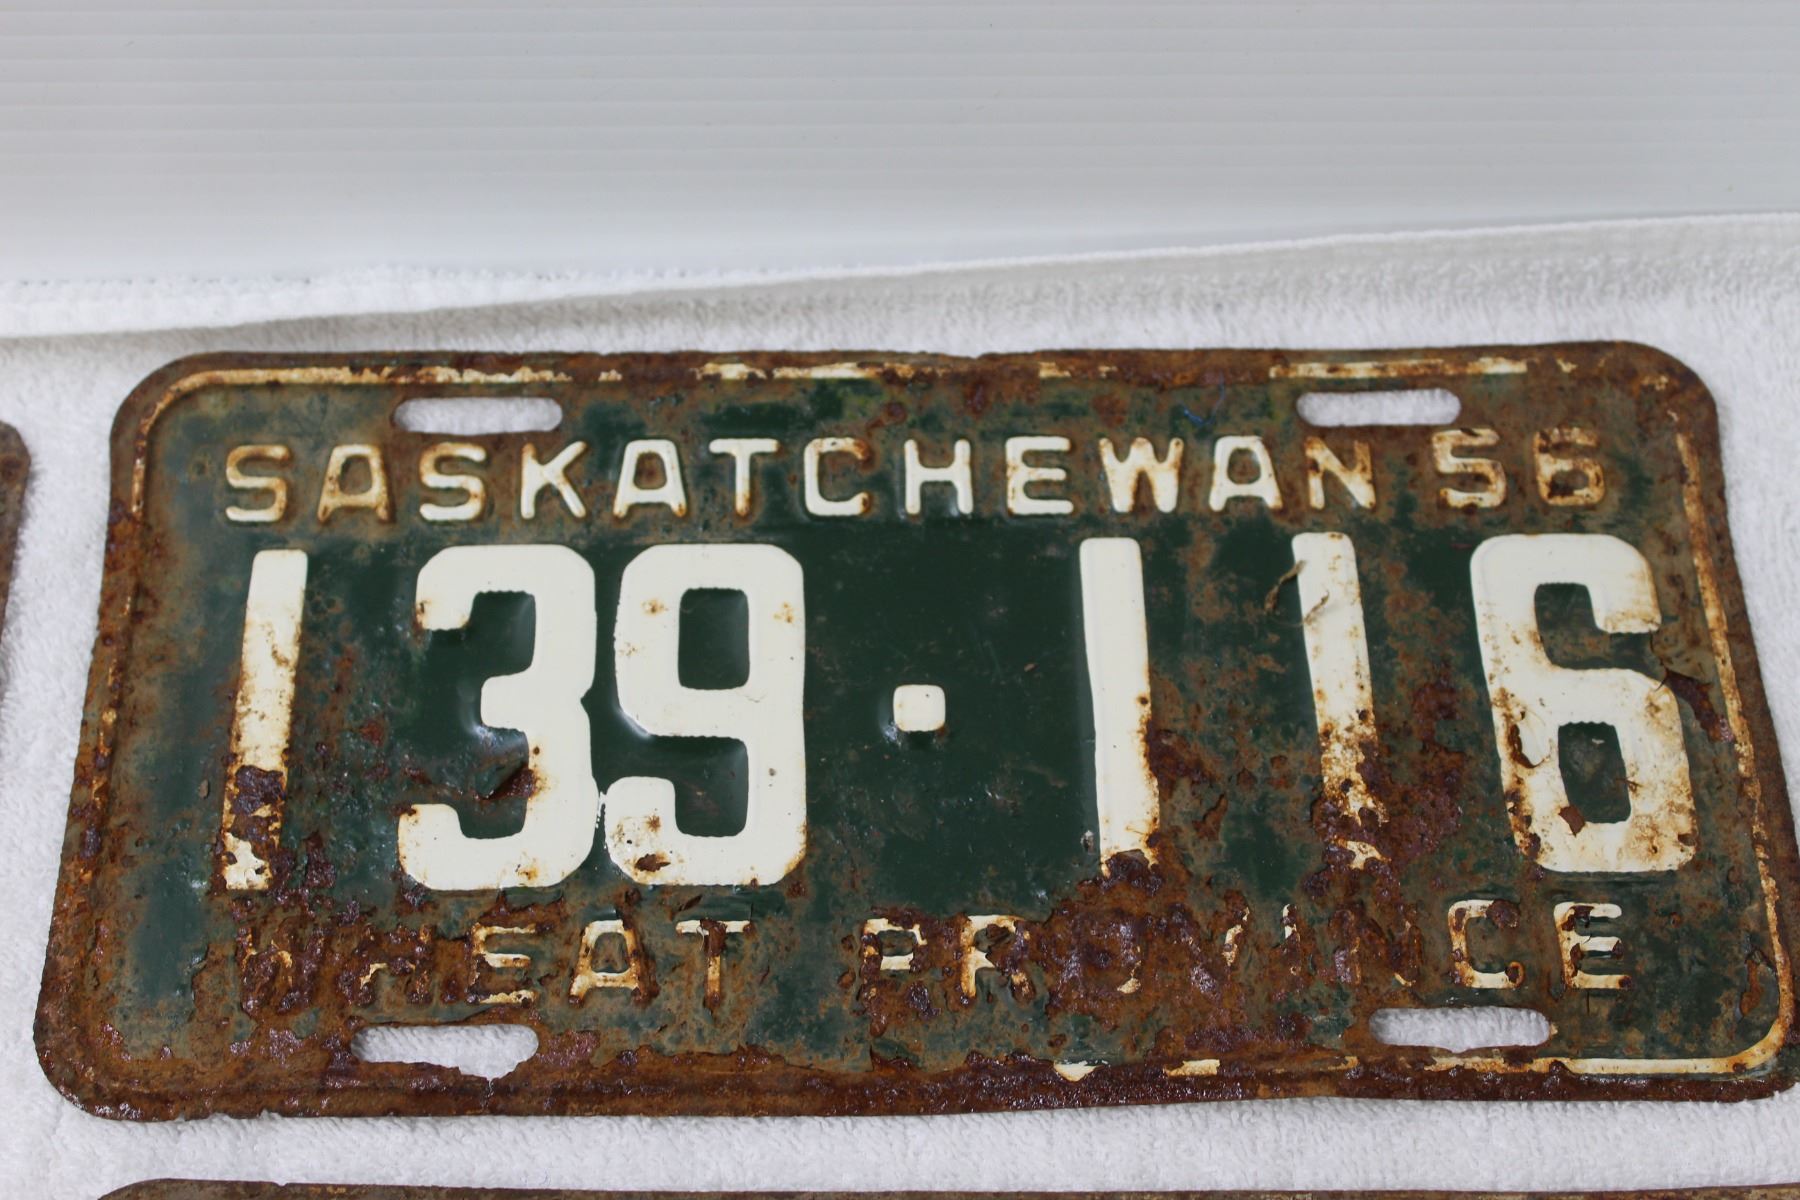 SASKATCHEWAN 56
139·116
WHEAT PROVINCE